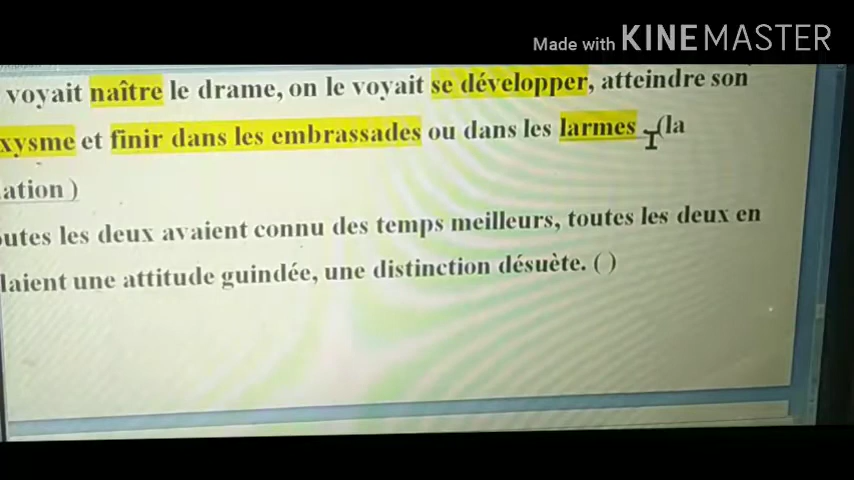 Made with KINEMASTER
voyait naître le drame, on le voyait se développer, atteindre son
xysme et finir dans les embrassades ou dans les larmes (la
ation )
outes les deux avaient connu des temps meilleurs, toutes les deux en
laient une attitude guindée, une distinction désuète. ( )